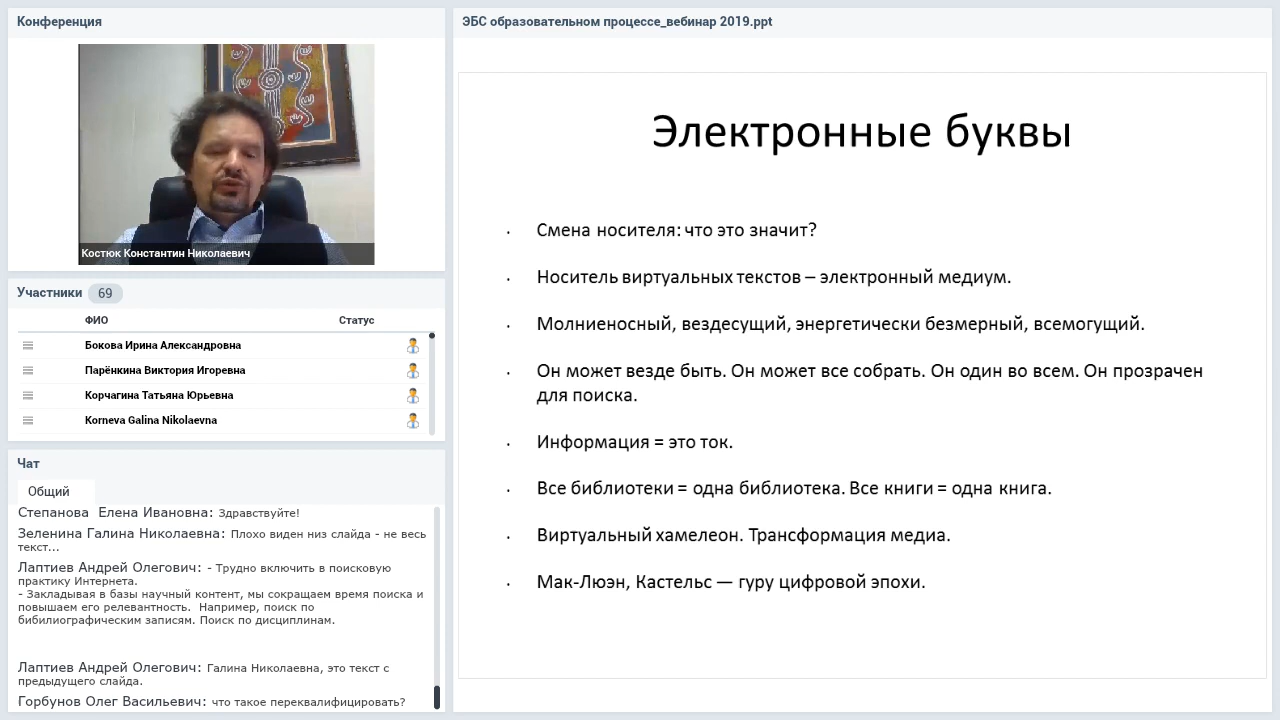 Конференция
Костюк Константин Николаевич
Участники 69
ФИО Статус
Бокова Ирина Александровна
Парёнкина Виктория Игоревна
Корчагина Татьяна Юрьевна
Korneva Galina Nikolaevna
Чат
Общий
Степанова Елена Ивановна: Здравствуйте!
Зеленина Галина Николаевна: Плохо виден низ слайда - не весь
текст...
Лаптиев Андрей Олегович: - Трудно включить в поисковую
практику Интернета.
- Закладывая в базы научный контент, мы сокращаем время поиска и
повышаем его релевантность. Например, поиск по
бибилиографическим записям. Поиск по дисциплинам.
Лаптиев Андрей Олегович: Галина Николаевна, это текст с
предыдущего слайда.
Горбунов Олег Васильевич: что такое переквалифицировать?
ЭБС образовательном процессе_вебинар 2019.ppt
Электронные буквы
• Смена носителя: что это значит?
• Носитель виртуальных текстов – электронный медиум.
• Молниеносный, вездесущий, энергетически безмерный, всемогущий.
• Он может везде быть. Он может все собрать. Он один во всем. Он прозрачен
для поиска.
• Информация = это ток.
• Все библиотеки = одна библиотека. Все книги = одна книга.
• Виртуальный хамелеон. Трансформация медиа.
• Мак-Люэн, Кастельс — гуру цифровой эпохи.